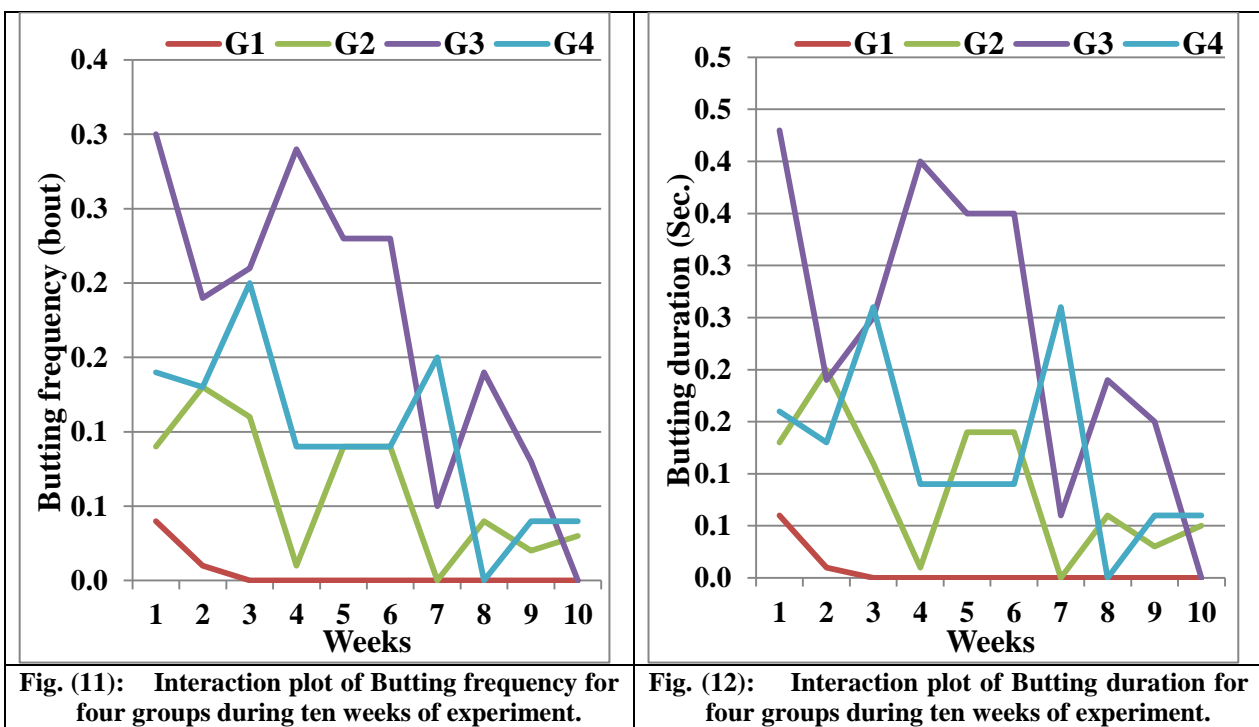 G1 G2 G3 G4
0.4
0.3
0.3
0.2
0.2
0.1
0.1
0.0
Butting frequency (bout)
1 2 3 4 5 6 7 8 9 10
Weeks
Fig. (11): Interaction plot of Butting frequency for
four groups during ten weeks of experiment.
G1 G2 G3 G4
0.5
0.5
0.4
0.4
0.3
0.3
0.2
0.2
0.1
0.1
0.0
Butting duration (Sec.)
1 2 3 4 5 6 7 8 9 10
Weeks
Fig. (12): Interaction plot of Butting duration for
four groups during ten weeks of experiment.